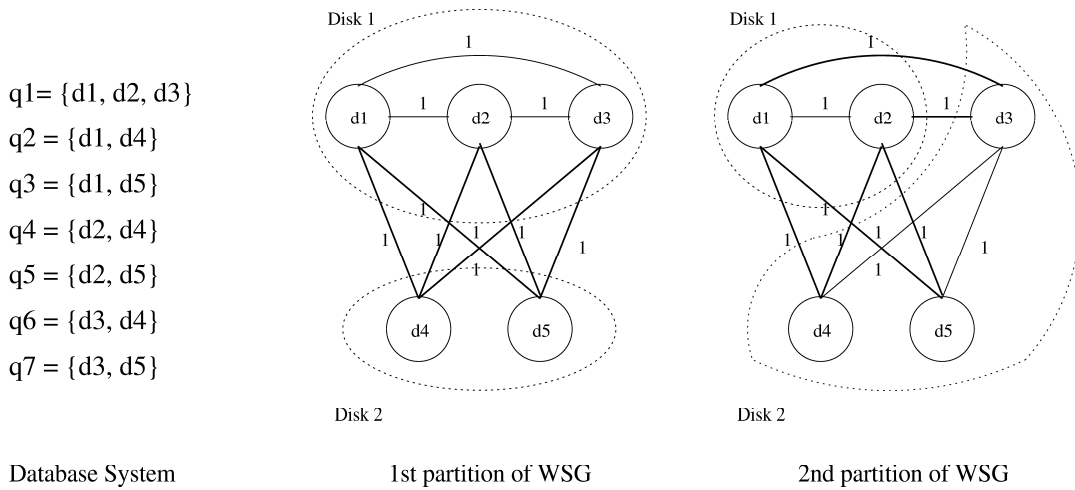 Disk 1
Disk 1
1
1
q1= {d1, d2, d3}
q2 = {d1, d4}
q3 = {d1, d5}
q4 = {d2, d4}
q5 = {d2, d5}
q6 = {d3, d4}
q7 = {d3, d5}
1
1
d1
d2
d3
1
1
1
1
1
1
1
d4
d5
Disk 2
1
1
d1
d2
d3
1
1
1
1
1
1
1
d4
d5
Disk 2
Database System
1st partition of WSG
2nd partition of WSG